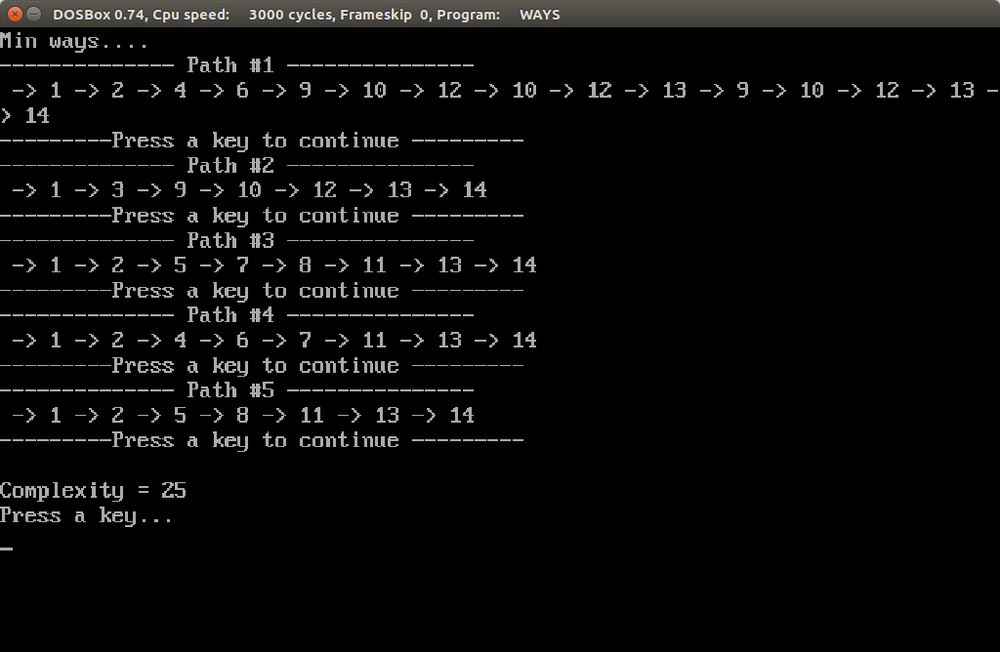 DOSBox 0.74, Cpu speed: 3000 cycles, Frameskip 0, Program: WAYS
Min ways....
-------------- Path #1 ---------------
 -> 1 -> 2 -> 4 -> 6 -> 9 -> 10 -> 12 -> 10 -> 12 -> 13 -> 9 -> 10 -> 12 -> 13 -
> 14
---------Press a key to continue ---------
-------------- Path #2 ---------------
 -> 1 -> 3 -> 9 -> 10 -> 12 -> 13 -> 14
---------Press a key to continue ---------
-------------- Path #3 ---------------
 -> 1 -> 2 -> 5 -> 7 -> 8 -> 11 -> 13 -> 14
---------Press a key to continue ---------
-------------- Path #4 ---------------
 -> 1 -> 2 -> 4 -> 6 -> 7 -> 11 -> 13 -> 14
---------Press a key to continue ---------
-------------- Path #5 ---------------
 -> 1 -> 2 -> 5 -> 8 -> 11 -> 13 -> 14
---------Press a key to continue ---------
Complexity = 25
Press a key...
_